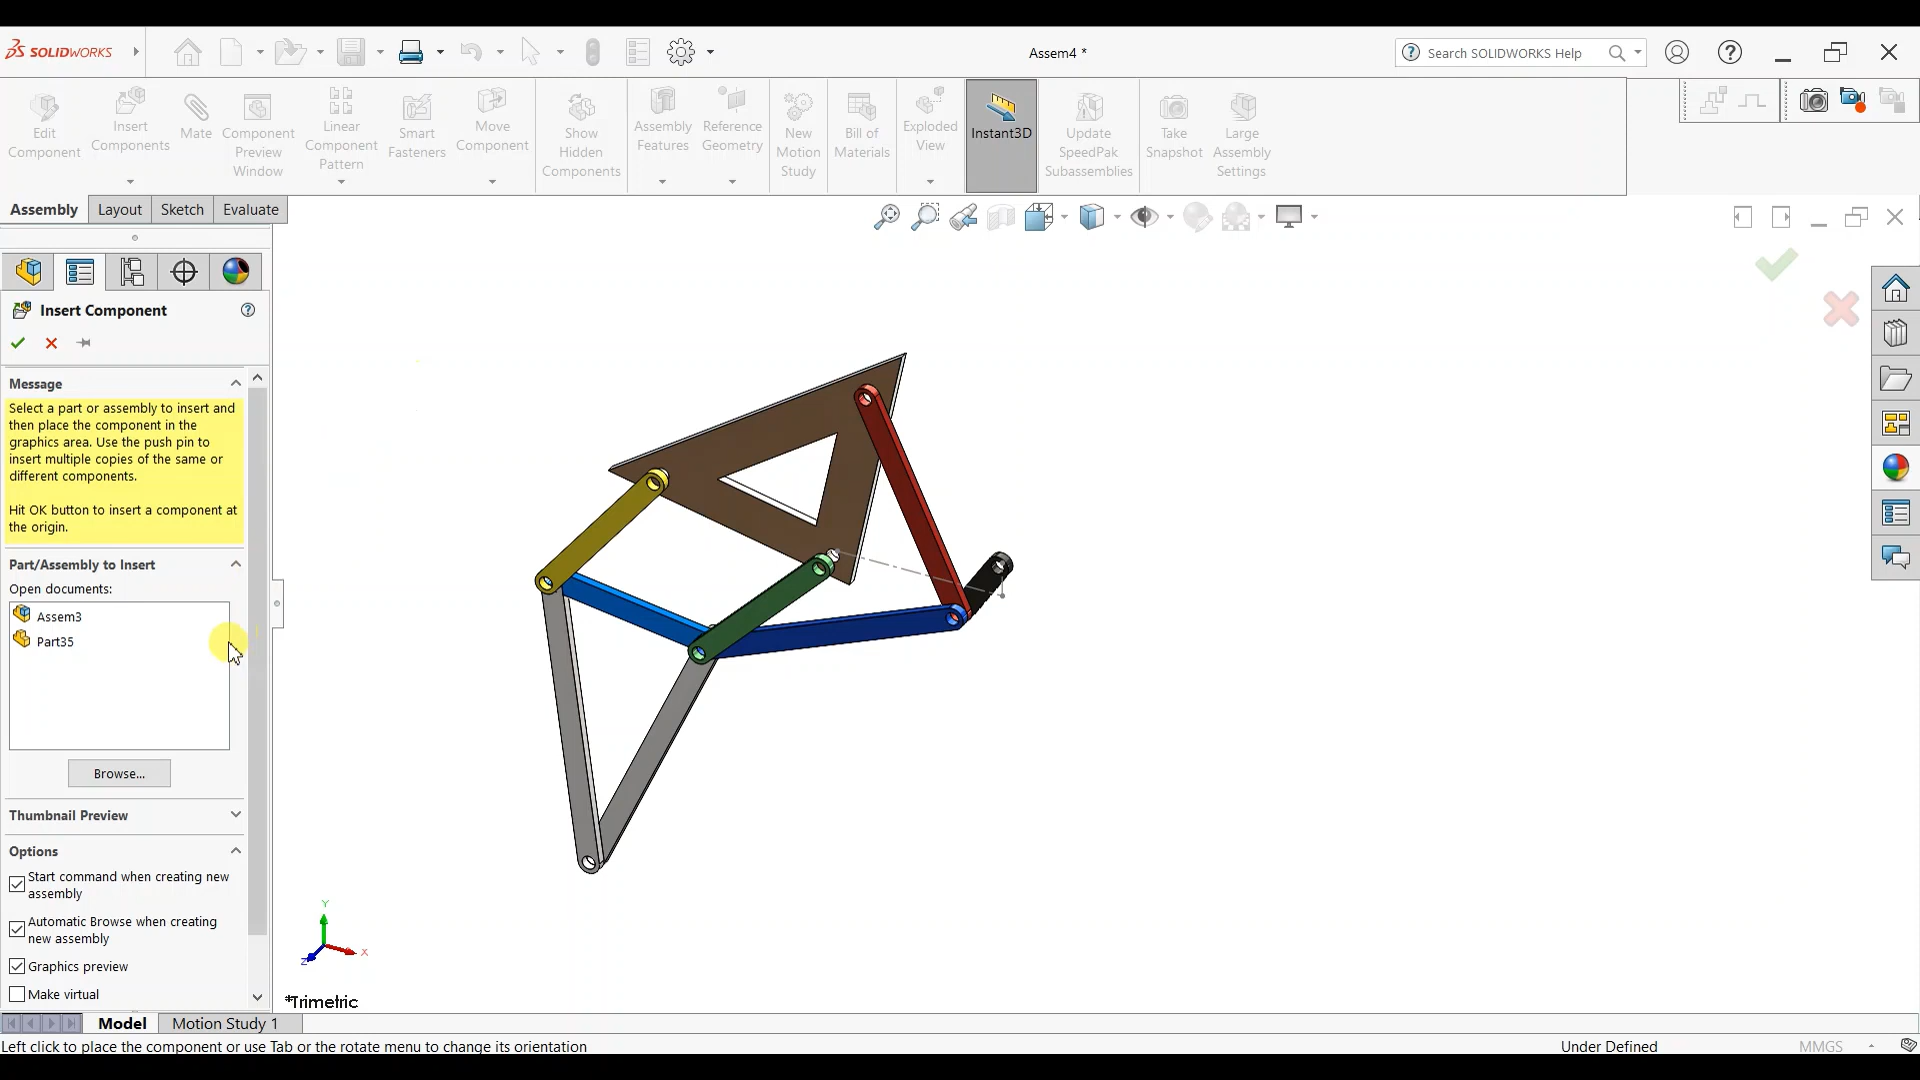 SOLIDWORKS
Assem4 *
Search SOLIDWORKS Help
Edit
Component
Insert
Components
Mate
Component
Preview
Window
Linear
Component
Pattern
Smart
Fasteners
Move
Component
Show
Hidden
Components
Assembly
Features
Reference
Geometry
New
Motion
Study
Bill of
Materials
Exploded
View
Instant3D
Update
SpeedPak
Subassemblies
Take
Snapshot
Large
Assembly
Settings
Assembly
Layout
Sketch
Evaluate
Insert Component
Message
Select a part or assembly to insert and
then place the component in the
graphics area. Use the push pin to
insert multiple copies of the same or
different components.
Hit OK button to insert a component at
the origin.
Part/Assembly to Insert
Open documents:
Assem3
Part35
Browse...
Thumbnail Preview
Options
Start command when creating new
assembly
Automatic Browse when creating
new assembly
Graphics preview
Make virtual
Y
X
Z
*Trimetric
Model
Motion Study 1
Left click to place the component or use Tab or the rotate menu to change its orientation
Under Defined
MMGS